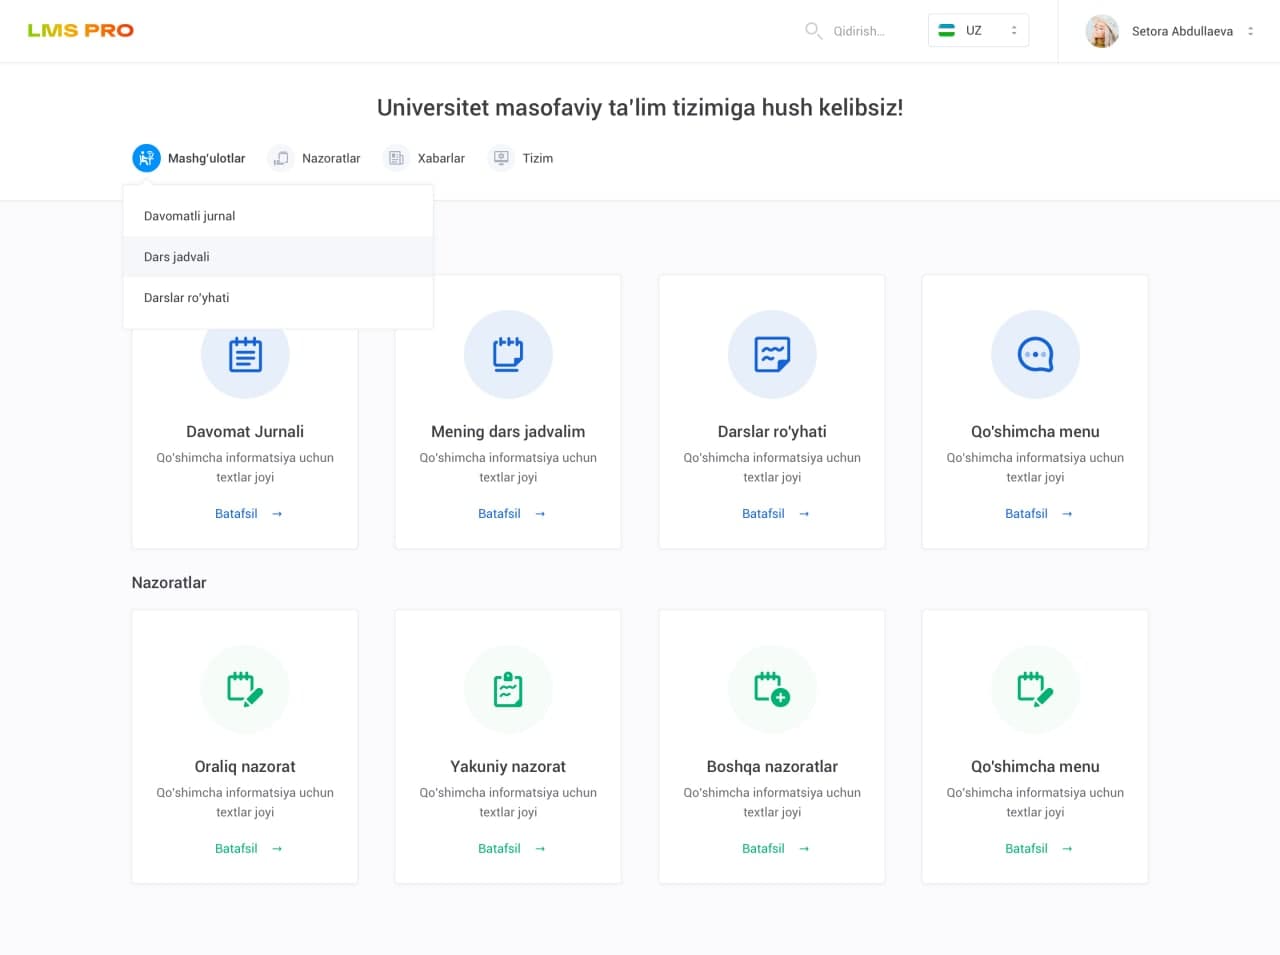 LMS PRO
Qidirish...
UZ
Setora Abdullaeva
Universitet masofaviy ta'lim tizimiga hush kelibsiz!
Mashg'ulotlar
Nazoratlar
Xabarlar
Tizim
Davomatli jurnal
Dars jadvali
Darslar ro'yhati
Davomat Jurnali
Qo'shimcha informatsiya uchun
textlar joyi
Batafsil →
Mening dars jadvalim
Qo'shimcha informatsiya uchun
textlar joyi
Batafsil →
Darslar ro'yhati
Qo'shimcha informatsiya uchun
textlar joyi
Batafsil →
Qo'shimcha menu
Qo'shimcha informatsiya uchun
textlar joyi
Batafsil →
Nazoratlar
Oraliq nazorat
Qo'shimcha informatsiya uchun
textlar joyi
Batafsil →
Yakuniy nazorat
Qo'shimcha informatsiya uchun
textlar joyi
Batafsil →
Boshqa nazoratlar
Qo'shimcha informatsiya uchun
textlar joyi
Batafsil →
Qo'shimcha menu
Qo'shimcha informatsiya uchun
textlar joyi
Batafsil →